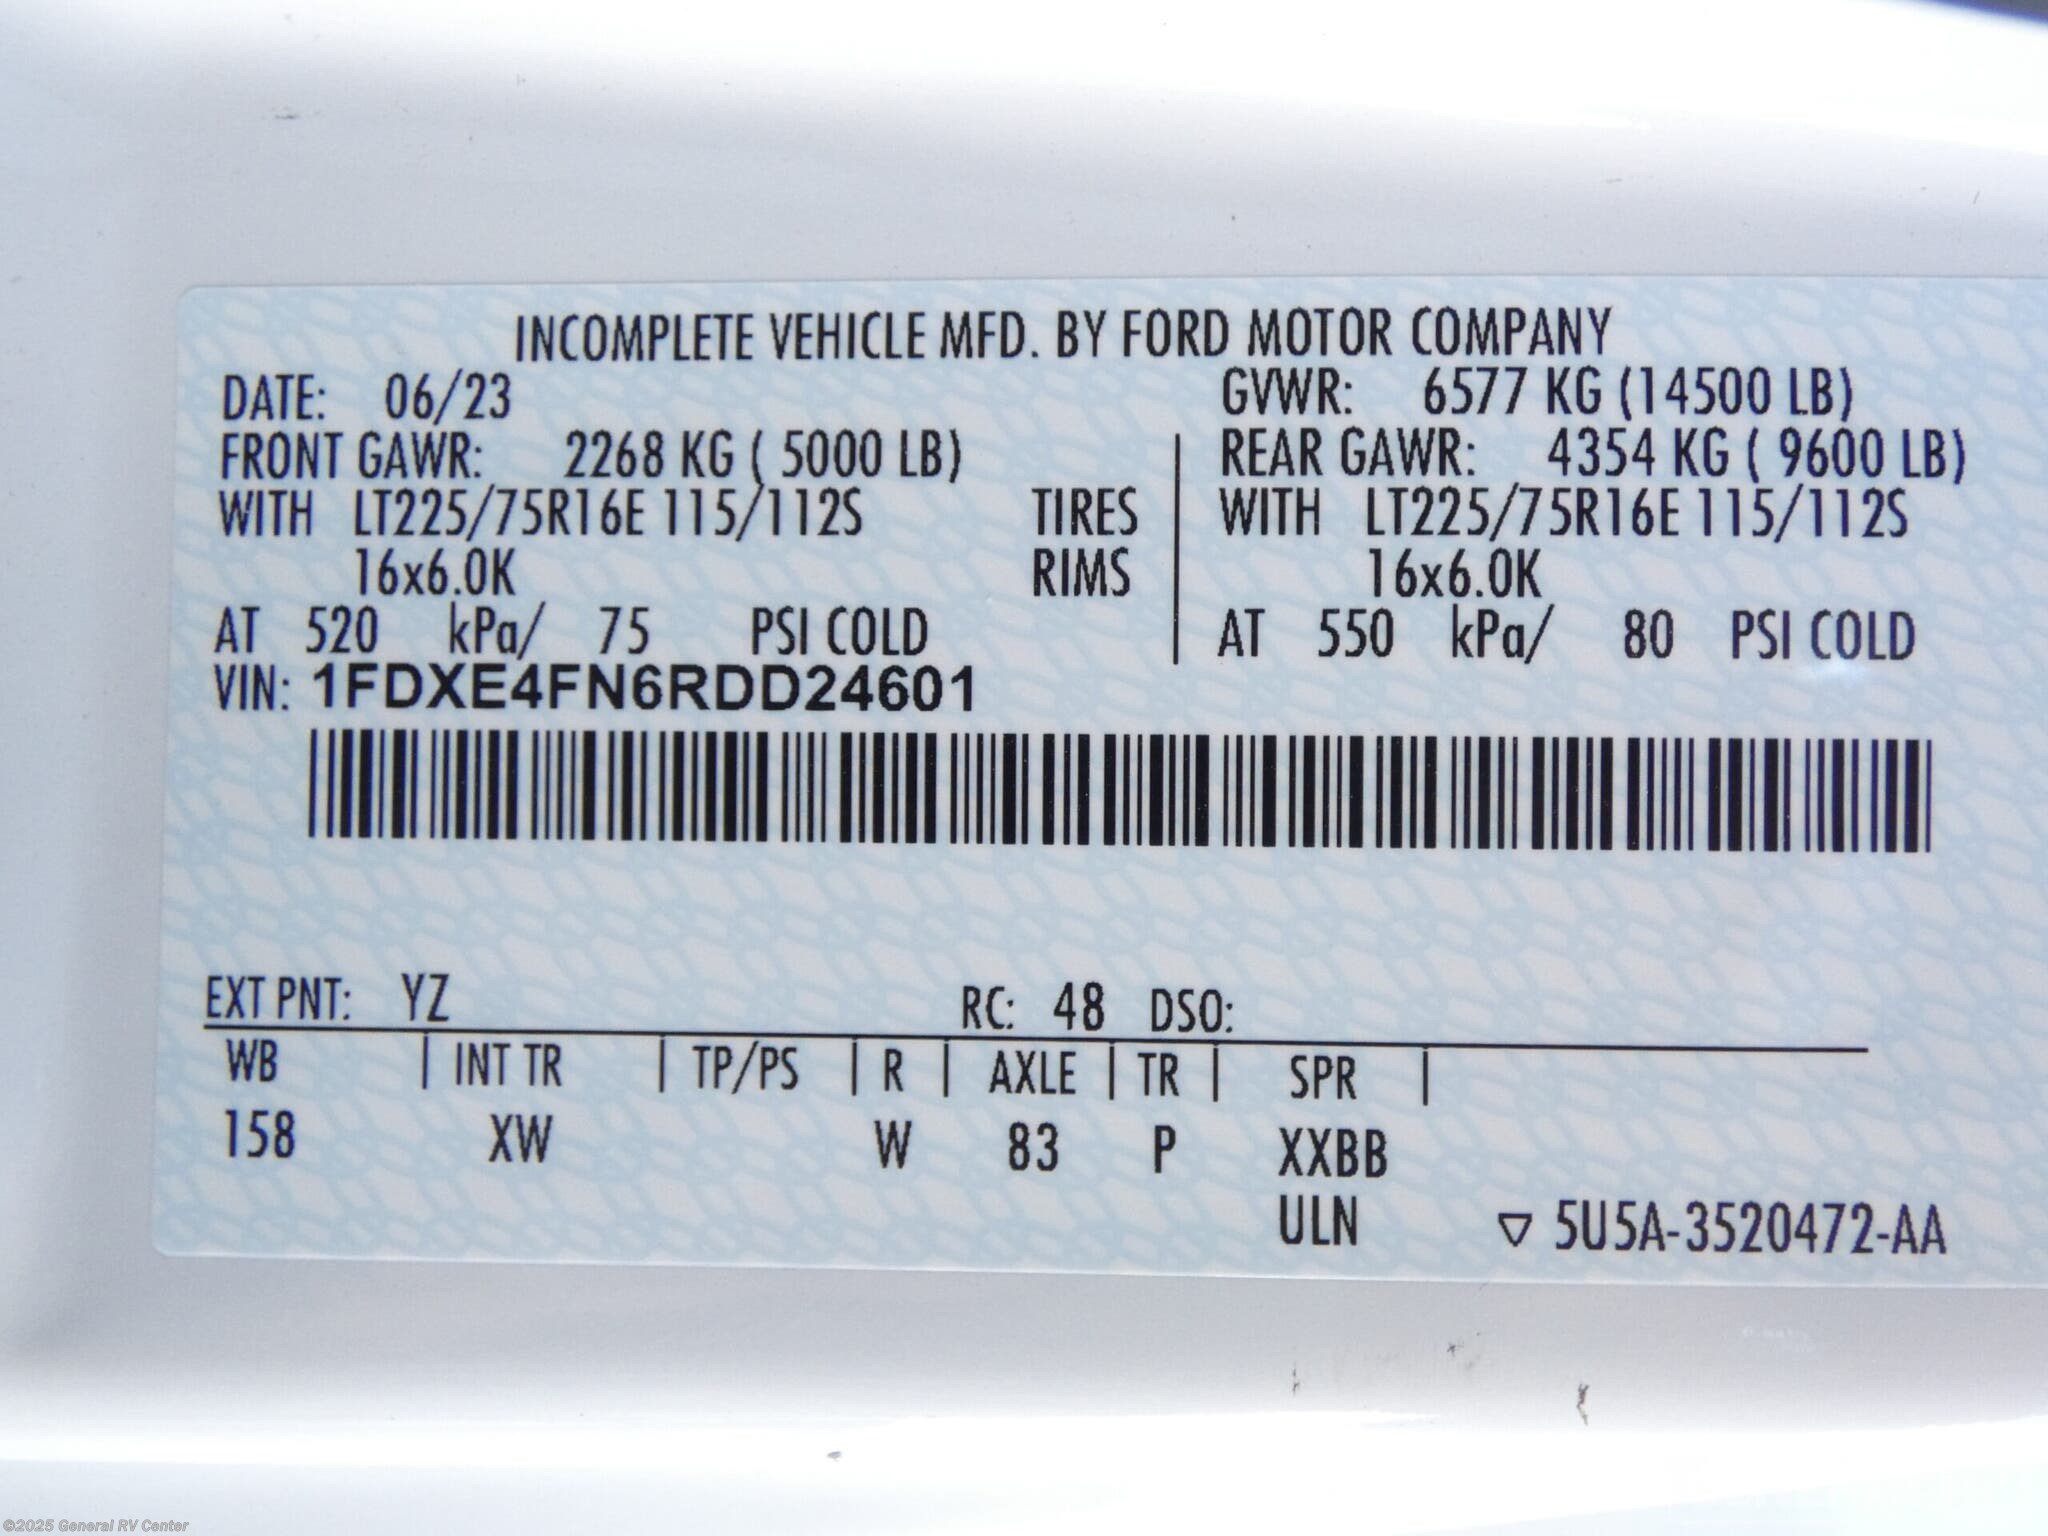 INCOMPLETE VEHICLE MFD. BY FORD MOTOR COMPANY
DATE: 06/23 GVWR: 6577 KG (14500 LB)
FRONT GAWR: 2268 KG ( 5000 LB) REAR GAWR: 4354 KG ( 9600 LB)
WITH LT225/75R16E 115/112S TIRES WITH LT225/75R16E 115/112S
16x6.0K RIMS 16x6.0K
AT 520 kPa/ 75 PSI COLD AT 550 kPa/ 80 PSI COLD
VIN: 1FDXE4FN6RDD24601
EXT PNT: YZ RC: 48 DSO:
WB | INT TR | TP/PS | R | AXLE | TR | SPR |
158 XW W 83 P XXBB
ULN ▽ 5U5A-3520472-AA
©2025 General RV Center